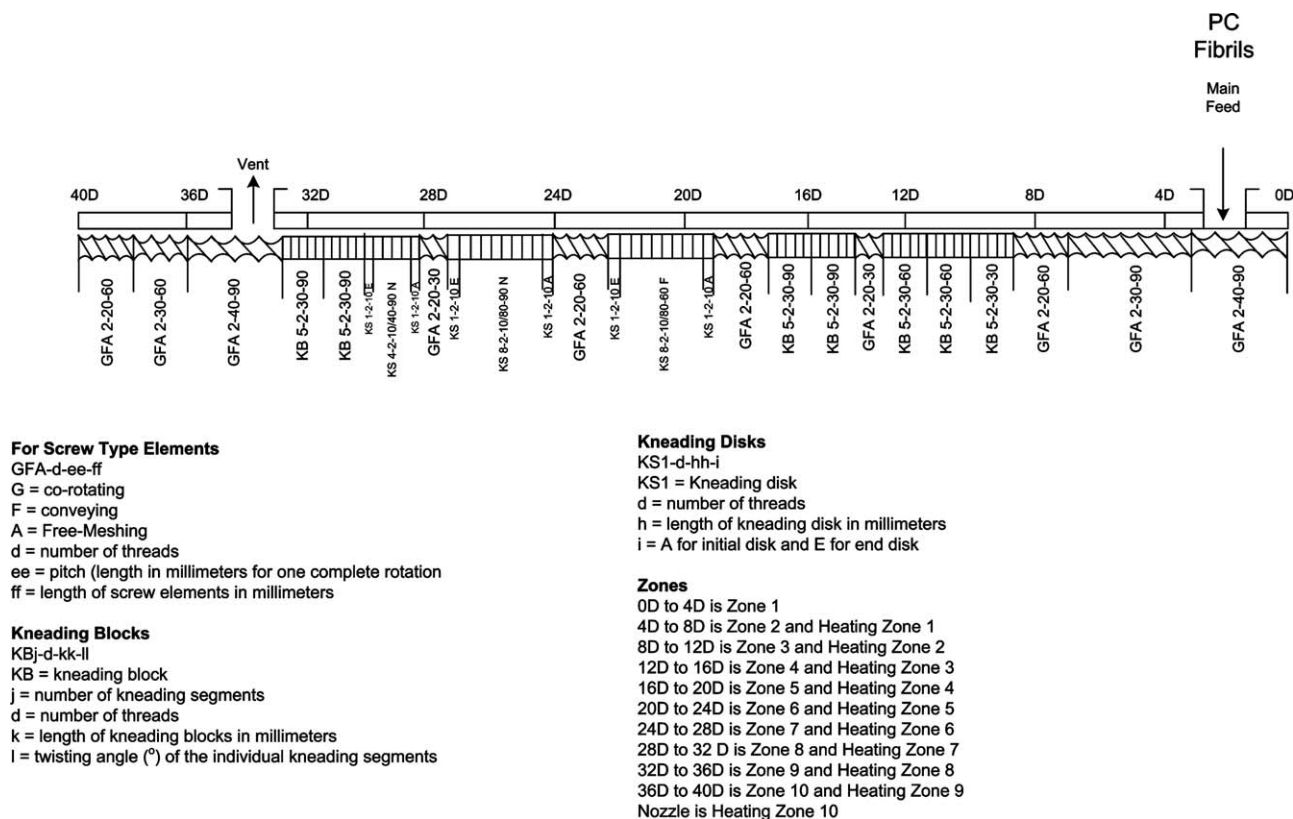 PC
Fibrils
Main
Feed
Vent
40D
36D
32D
28D
24D
20D
16D
12D
8D
4D
0D
GFA 2-20-60
GFA 2-30-60
GFA 2-40-90
KB 5-2-30-90
KB 5-2-30-90
KS 1-2-10 E
KS 4-2-10/40-90 N
KS 1-2-10 A
GFA 2-20-30
KS 1-2-10 E
KS 8-2-10/80-90 N
KS 1-2-10 A
GFA 2-20-60
KS 1-2-10 E
KS 8-2-10/80-60 F
KS 1-2-10 A
GFA 2-20-60
KB 5-2-30-90
KB 5-2-30-90
GFA 2-20-30
KB 5-2-30-60
KB 5-2-30-60
KB 5-2-30-30
GFA 2-20-60
GFA 2-30-90
GFA 2-40-90
For Screw Type Elements
GFA-d-ee-ff
G = co-rotating
F = conveying
A = Free-Meshing
d = number of threads
ee = pitch (length in millimeters for one complete rotation
ff = length of screw elements in millimeters
Kneading Blocks
KBj-d-kk-ll
KB = kneading block
j = number of kneading segments
d = number of threads
k = length of kneading blocks in millimeters
l = twisting angle (°) of the individual kneading segments
Kneading Disks
KS1-d-hh-i
KS1 = Kneading disk
d = number of threads
h = length of kneading disk in millimeters
i = A for initial disk and E for end disk
Zones
0D to 4D is Zone 1
4D to 8D is Zone 2 and Heating Zone 1
8D to 12D is Zone 3 and Heating Zone 2
12D to 16D is Zone 4 and Heating Zone 3
16D to 20D is Zone 5 and Heating Zone 4
20D to 24D is Zone 6 and Heating Zone 5
24D to 28D is Zone 7 and Heating Zone 6
28D to 32 D is Zone 8 and Heating Zone 7
32D to 36D is Zone 9 and Heating Zone 8
36D to 40D is Zone 10 and Heating Zone 9
Nozzle is Heating Zone 10